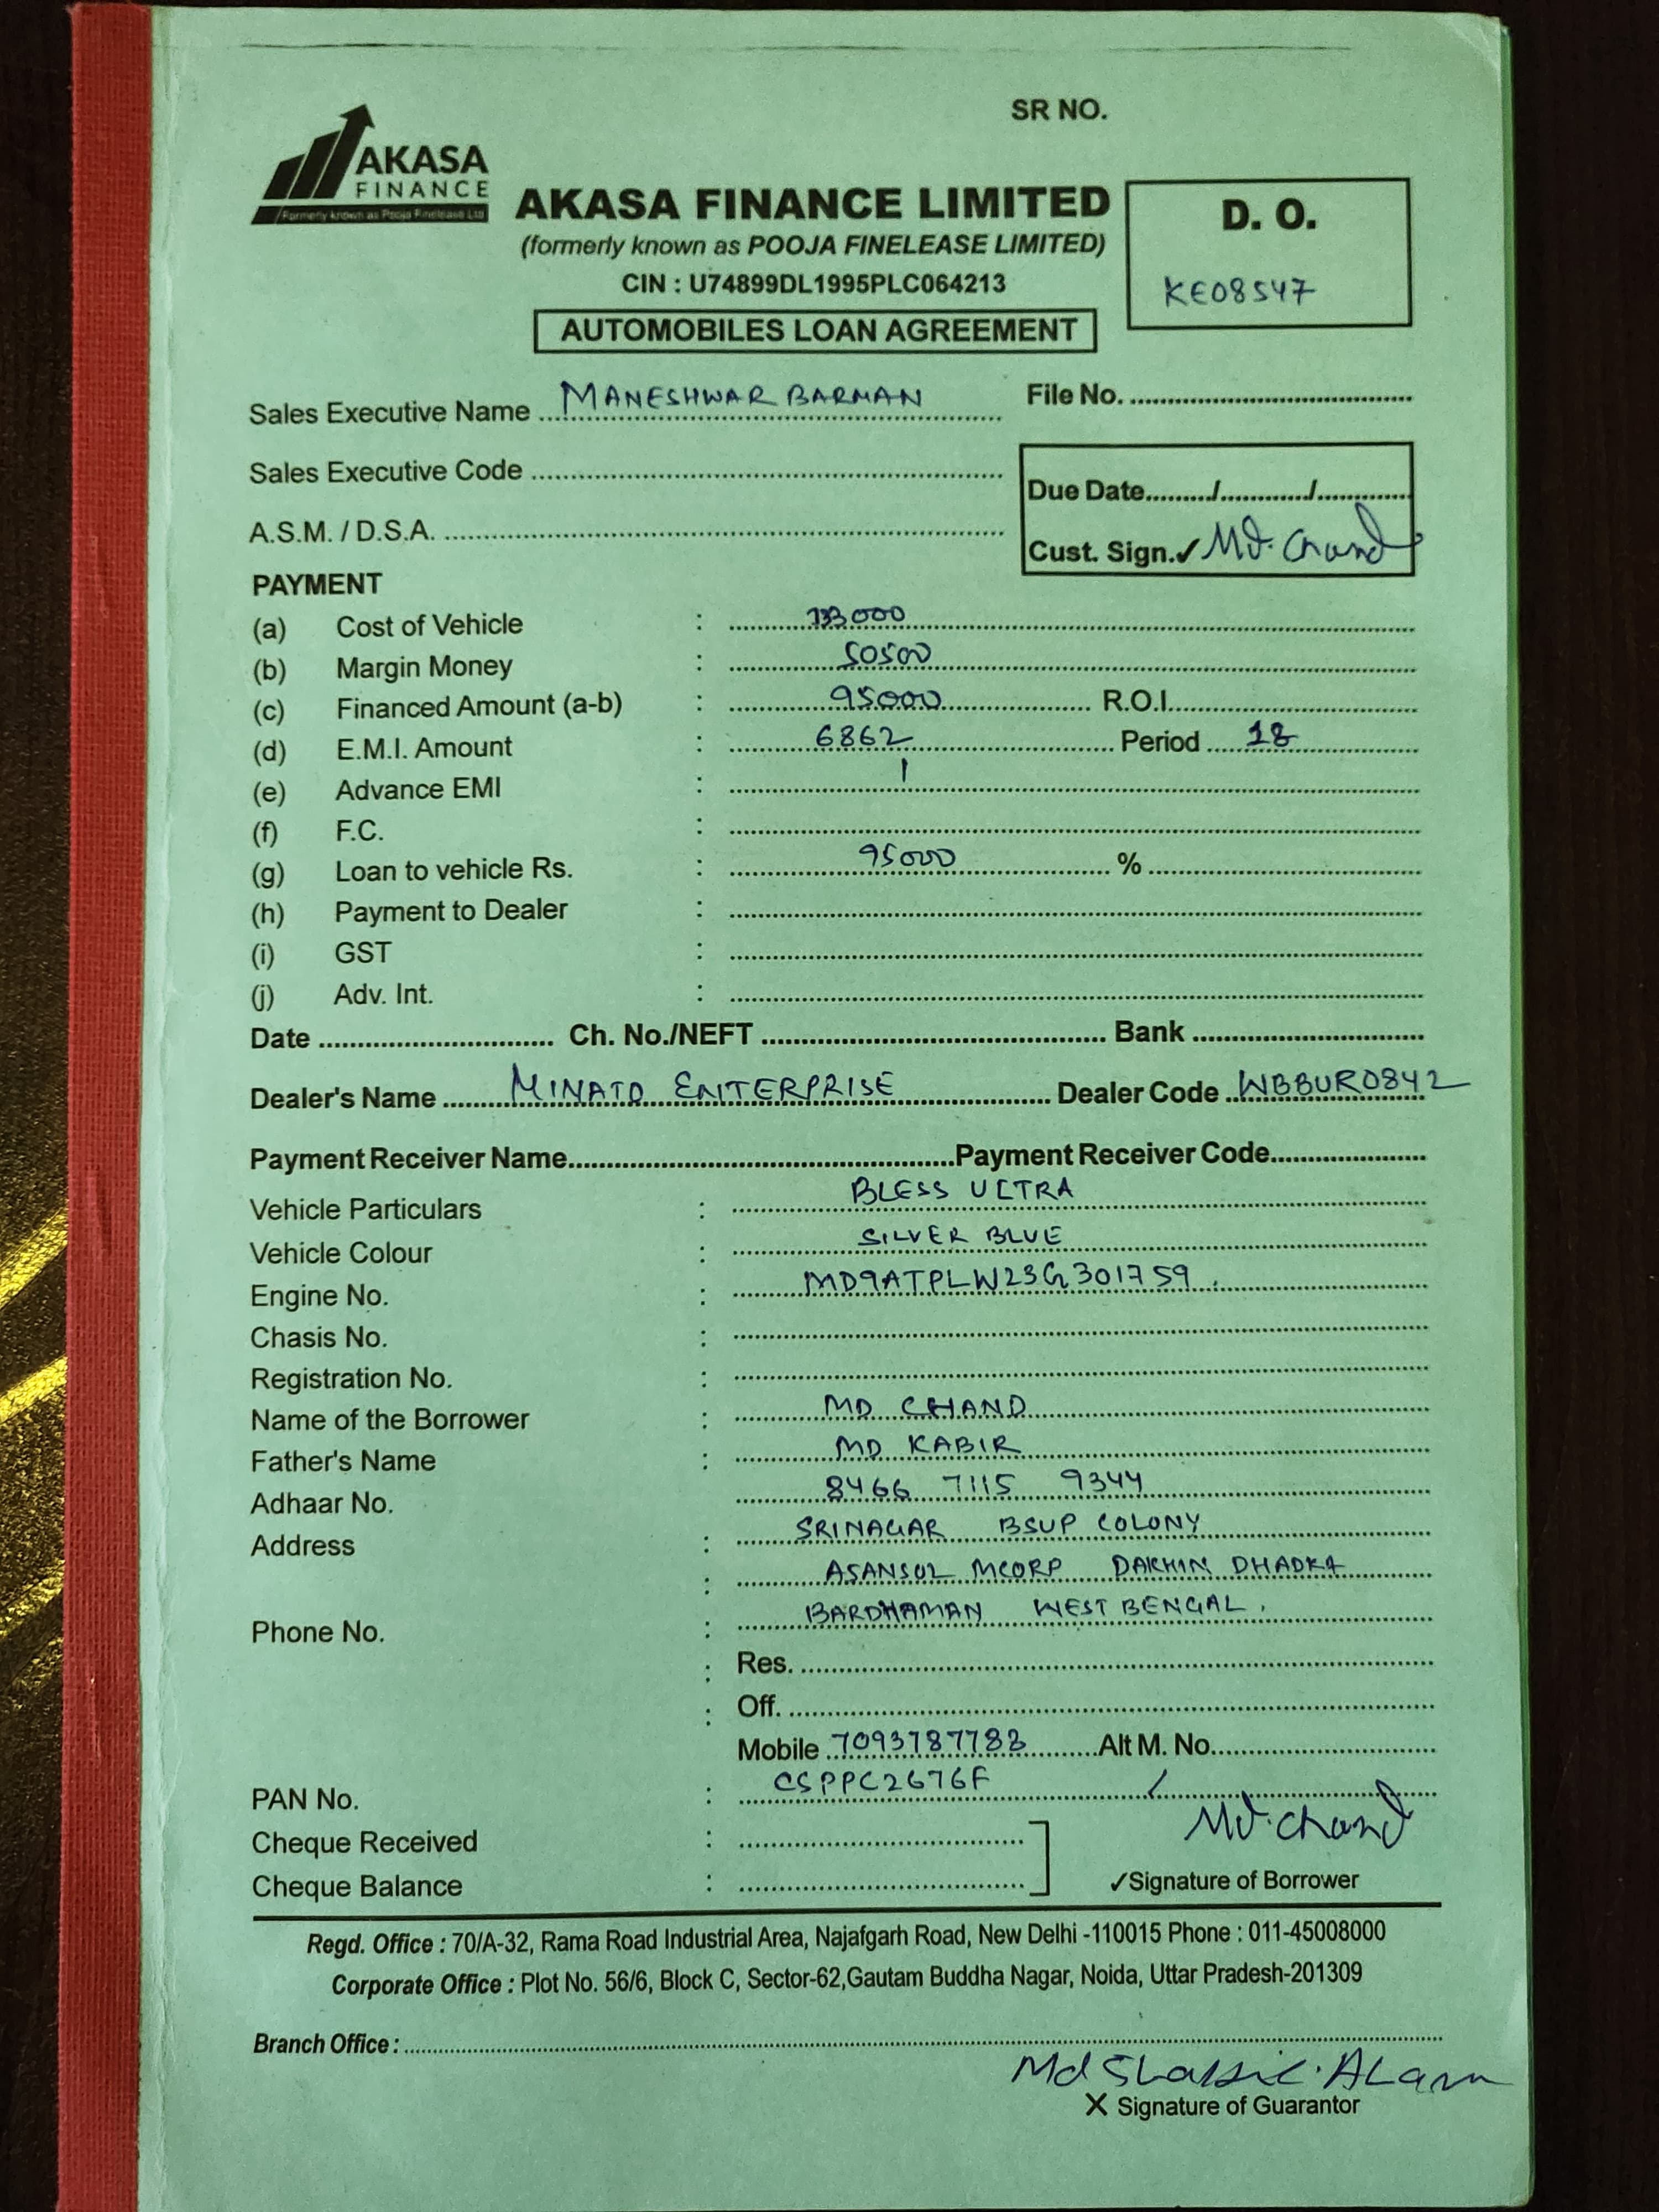 SR NO.
AKASA
FINANCE
Formerly known as Pooja Finelease Ltd
AKASA FINANCE LIMITED
(formerly known as POOJA FINELEASE LIMITED)
CIN : U74899DL1995PLC064213
AUTOMOBILES LOAN AGREEMENT
D. O.
KE08547
Sales Executive Name MANESHWAR BARMAN
File No.
Sales Executive Code
Due Date / /
A.S.M. / D.S.A.
Cust. Sign.✓ Md. Chand
PAYMENT
(a) Cost of Vehicle : 133000
(b) Margin Money : 50500
(c) Financed Amount (a-b) : 95000 R.O.I.
(d) E.M.I. Amount : 6862 Period 18
(e) Advance EMI : 1
(f) F.C. :
(g) Loan to vehicle Rs. : 95000 %
(h) Payment to Dealer :
(i) GST :
(j) Adv. Int. :
Date Ch. No./NEFT Bank
Dealer's Name MINATO ENTERPRISE Dealer Code WBBUR0842
Payment Receiver Name Payment Receiver Code
Vehicle Particulars : BLESS ULTRA
Vehicle Colour : SILVER BLUE
Engine No. : MD9ATPLW23G301759
Chasis No. :
Registration No. :
Name of the Borrower : MD CHAND
Father's Name : MD KABIR
Adhaar No. 8466 7115 9344
Address : SRINAGAR BSUP COLONY
: ASANSOL MCORP DAKHIN DHADKA
Phone No. : BARDHAMAN WEST BENGAL.
: Res.
: Off.
Mobile 7093787783 Alt M. No.
PAN No. : CSPPC2676F
Cheque Received : Md. Chand
Cheque Balance : ✓Signature of Borrower
Regd. Office : 70/A-32, Rama Road Industrial Area, Najafgarh Road, New Delhi -110015 Phone : 011-45008000
Corporate Office : Plot No. 56/6, Block C, Sector-62,Gautam Buddha Nagar, Noida, Uttar Pradesh-201309
Branch Office :
Md Alam
X Signature of Guarantor